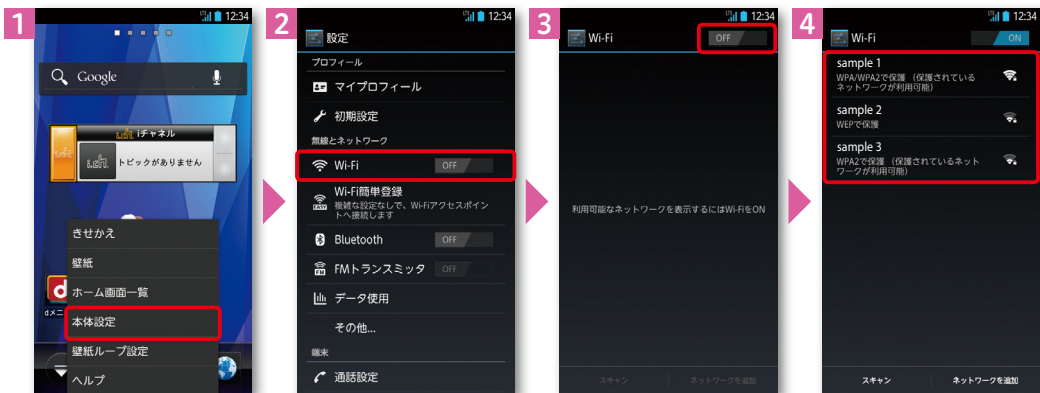 1
LTE 12:34
Google
i.ch. iチャネル
i.ch.
i.ch. トピックがありません
きせかえ
壁紙
d
ホーム画面一覧
dメニ
本体設定
壁紙ループ設定
ヘルプ
2
LTE 12:34
設定
プロフィール
マイプロフィール
初期設定
無線とネットワーク
Wi-Fi OFF
Wi-Fi簡単登録
EASY
複雑な設定なしで、Wi-Fiアクセスポイン
トへ接続します
Bluetooth OFF
FM FMトランスミッタ OFF
データ使用
その他...
端末
通話設定
3
LTE 12:34
Wi-Fi OFF
利用可能なネットワークを表示するにはWi-FiをON
スキャン ネットワークを追加
4
LTE 12:34
Wi-Fi ON
sample 1
WPA/WPA2で保護 （保護されている
ネットワークが利用可能）
sample 2
WEPで保護
sample 3
WPA2で保護 （保護されているネット
ワークが利用可能）
スキャン ネットワークを追加